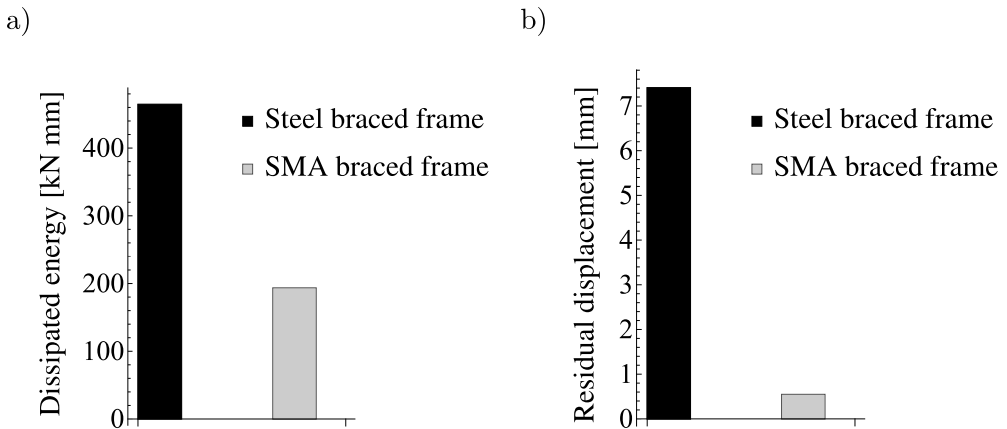 a)
Dissipated energy [kN mm]
400
300
200
100
0
Steel braced frame
SMA braced frame
b)
Residual displacement [mm]
7
6
5
4
3
2
1
0
Steel braced frame
SMA braced frame